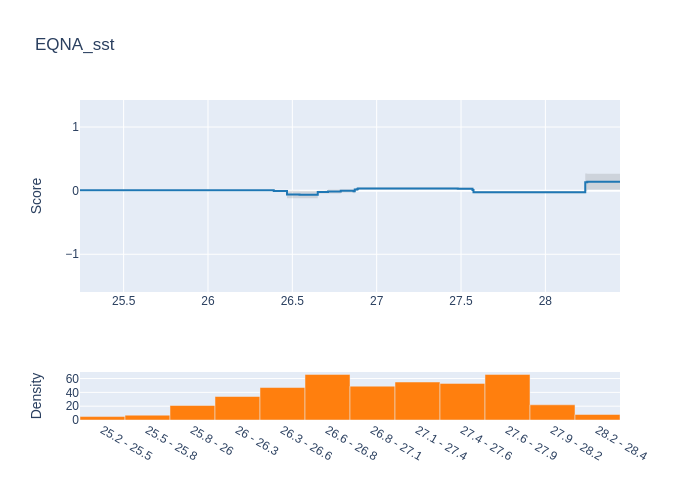 EQNA_sst
Score
1
0
−1
25.5 26 26.5 27 27.5 28
Density
60
40
20
0
25.2 - 25.5
25.5 - 25.8
25.8 - 26
26 - 26.3
26.3 - 26.6
26.6 - 26.8
26.8 - 27.1
27.1 - 27.4
27.4 - 27.6
27.6 - 27.9
27.9 - 28.2
28.2 - 28.4